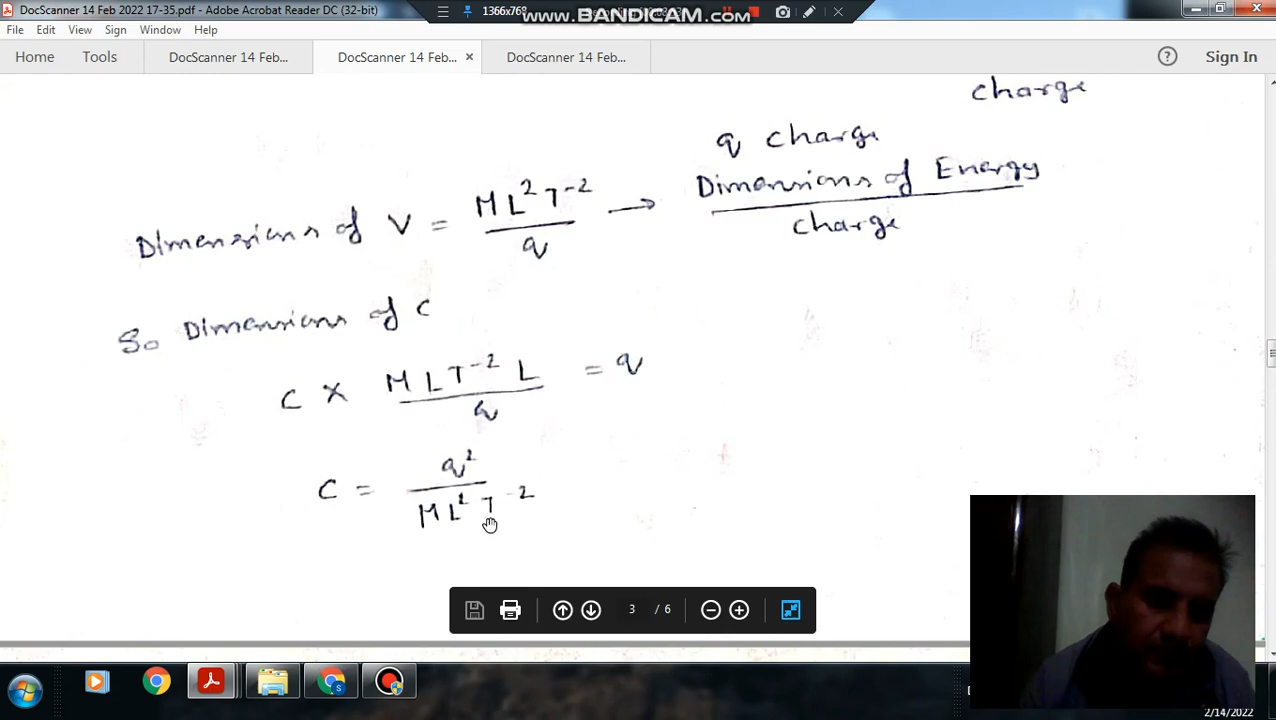 14 Feb 2022 17-35.pdf - Adobe Acrobat Reader DC (32-bit)
1366x768
www.BANDICAM.com
File Edit View Sign Window Help
Home Tools DocScanner 14 Feb... DocScanner 14 Feb... × DocScanner 14 Feb... Sign In
charge
q charge
Dimensions of V = ML²T⁻² / q → Dimensions of Energy / charge
So Dimensions of C
C × MLT⁻² L / q = q
C = q² / ML²T⁻²
3 / 6
2/14/2022